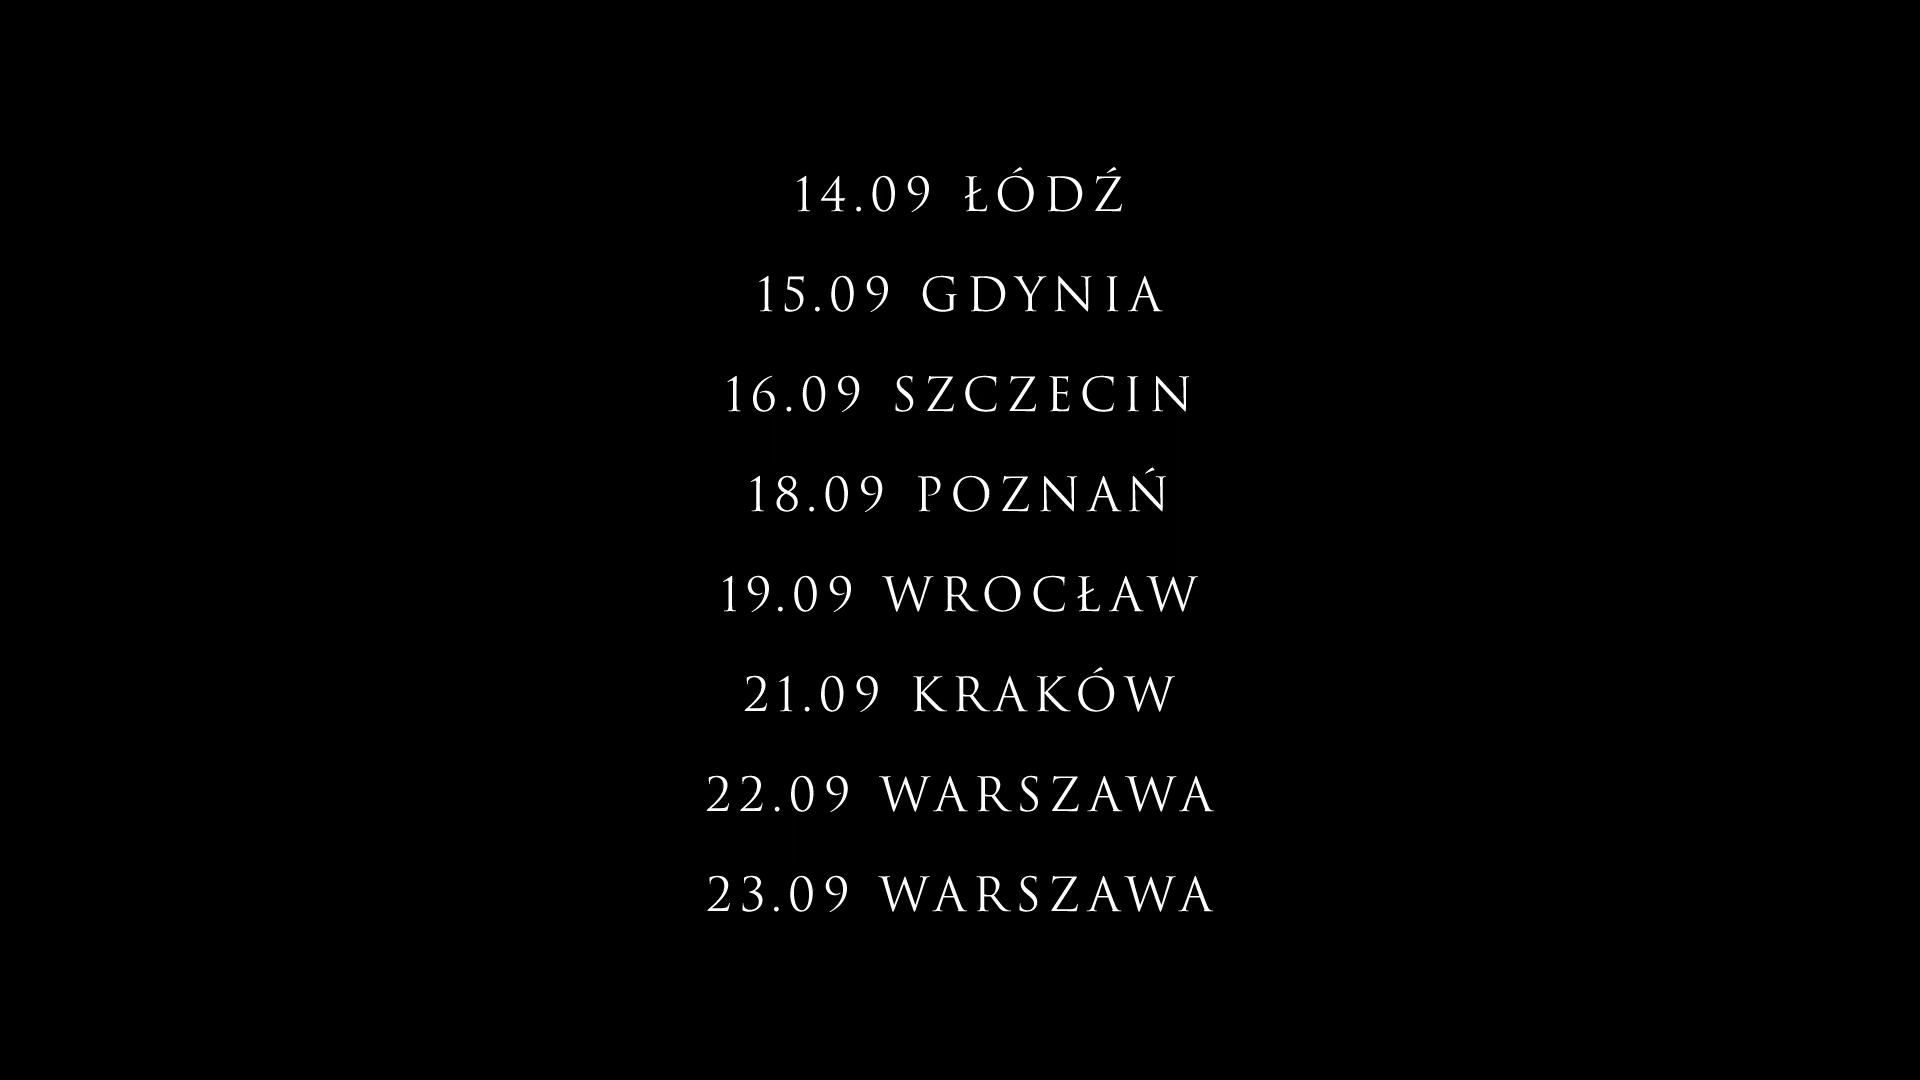 14.09 ŁÓDŹ
15.09 GDYNIA
16.09 SZCZECIN
18.09 POZNAŃ
19.09 WROCŁAW
21.09 KRAKÓW
22.09 WARSZAWA
23.09 WARSZAWA